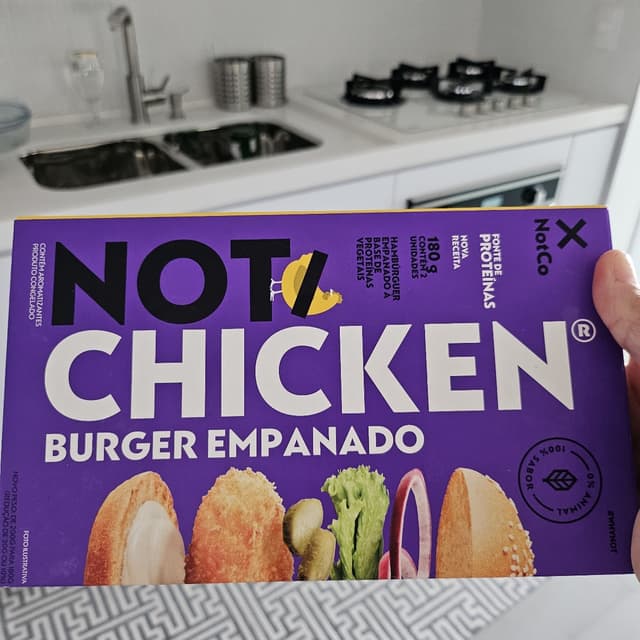 NOT
CHICKEN®
BURGER EMPANADO
CONTÉM AROMATIZANTES
PRODUTO CONGELADO
HAMBÚRGUER
EMPANADO À
BASE DE
PROTEÍNAS
VEGETAIS
180 g
CONTÉM 2
UNIDADES
NOVA
RECEITA
FONTE DE
PROTEÍNAS
NotCo
100% SABOR
0% ANIMAL
#WHYNOT
FOTO ILUSTRATIVA